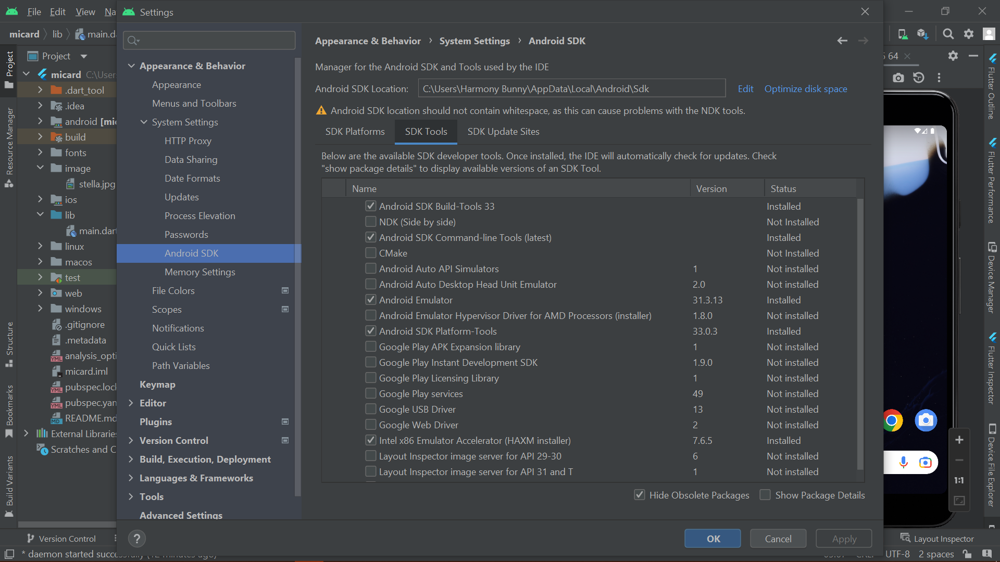 File Edit View Na
Settings
micard lib main.da
Project
micard C:\User
.dart_tool
.idea
android [mic
build
fonts
image
stella.jpg
ios
lib
main.dart
linux
macos
test
web
windows
.gitignore
.metadata
analysis_opti
micard.iml
pubspec.lock
pubspec.yam
README.md
External Libraries
Scratches and C
Project
Resource Manager
Structure
Bookmarks
Build Variants
Appearance & Behavior
Appearance
Menus and Toolbars
System Settings
HTTP Proxy
Data Sharing
Date Formats
Updates
Process Elevation
Passwords
Android SDK
Memory Settings
File Colors
Scopes
Notifications
Quick Lists
Path Variables
Keymap
Editor
Plugins
Version Control
Build, Execution, Deployment
Languages & Frameworks
Tools
Advanced Settings
Appearance & Behavior › System Settings › Android SDK
Manager for the Android SDK and Tools used by the IDE
Android SDK Location: C:\Users\Harmony Bunny\AppData\Local\Android\Sdk Edit Optimize disk space
Android SDK location should not contain whitespace, as this can cause problems with the NDK tools.
SDK Platforms SDK Tools SDK Update Sites
Below are the available SDK developer tools. Once installed, the IDE will automatically check for updates. Check
"show package details" to display available versions of an SDK Tool.
Name Version Status
Android SDK Build-Tools 33 Installed
NDK (Side by side) Not Installed
Android SDK Command-line Tools (latest) Installed
CMake Not Installed
Android Auto API Simulators 1 Not installed
Android Auto Desktop Head Unit Emulator 2.0 Not installed
Android Emulator 31.3.13 Installed
Android Emulator Hypervisor Driver for AMD Processors (installer) 1.8.0 Not installed
Android SDK Platform-Tools 33.0.3 Installed
Google Play APK Expansion library 1 Not installed
Google Play Instant Development SDK 1.9.0 Not installed
Google Play Licensing Library 1 Not installed
Google Play services 49 Not installed
Google USB Driver 13 Not installed
Google Web Driver 2 Not installed
Intel x86 Emulator Accelerator (HAXM installer) 7.6.5 Installed
Layout Inspector image server for API 29-30 6 Not installed
Layout Inspector image server for API 31 and T 1 Not installed
Hide Obsolete Packages Show Package Details
? OK Cancel Apply
64
1:1
Flutter Outline
Flutter Performance
Device Manager
Flutter Inspector
Device File Explorer
Version Control Layout Inspector
* daemon started successfully (12 minutes ago) UTF-8 2 spaces